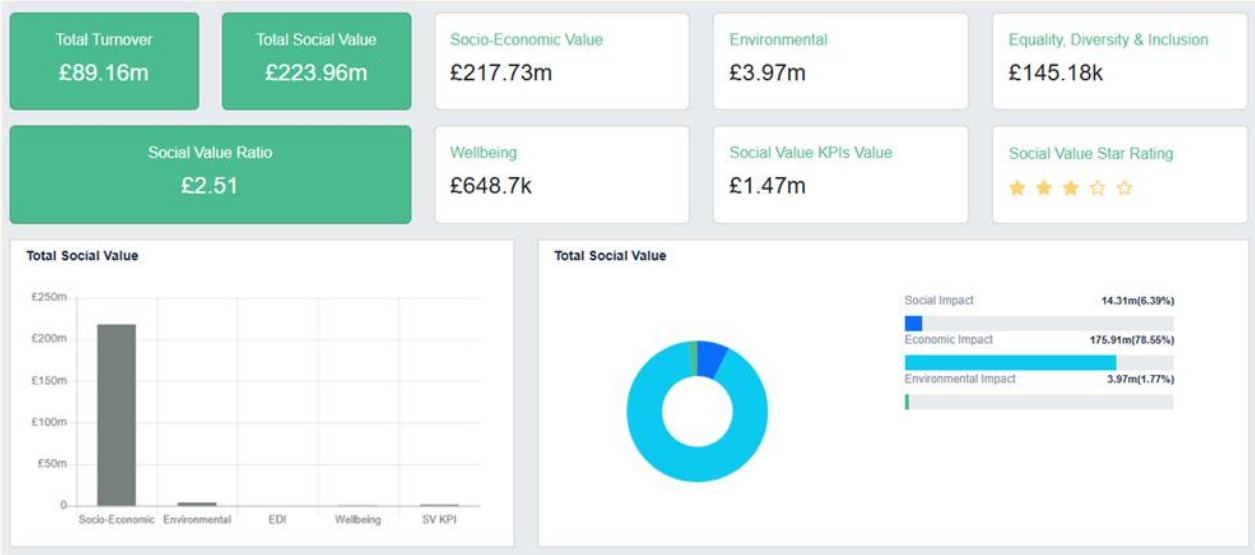 Total Turnover
£89.16m
Total Social Value
£223.96m
Socio-Economic Value
£217.73m
Environmental
£3.97m
Equality, Diversity & Inclusion
£145.18k
Social Value Ratio
£2.51
Wellbeing
£648.7k
Social Value KPIs Value
£1.47m
Social Value Star Rating
Total Social Value
£250m
£200m
£150m
£100m
£50m
0
Socio-Economic
Environmental
EDI
Wellbeing
SV KPI
Total Social Value
Social Impact
14.31m(6.39%)
Economic Impact
175.91m(78.55%)
Environmental Impact
3.97m(1.77%)